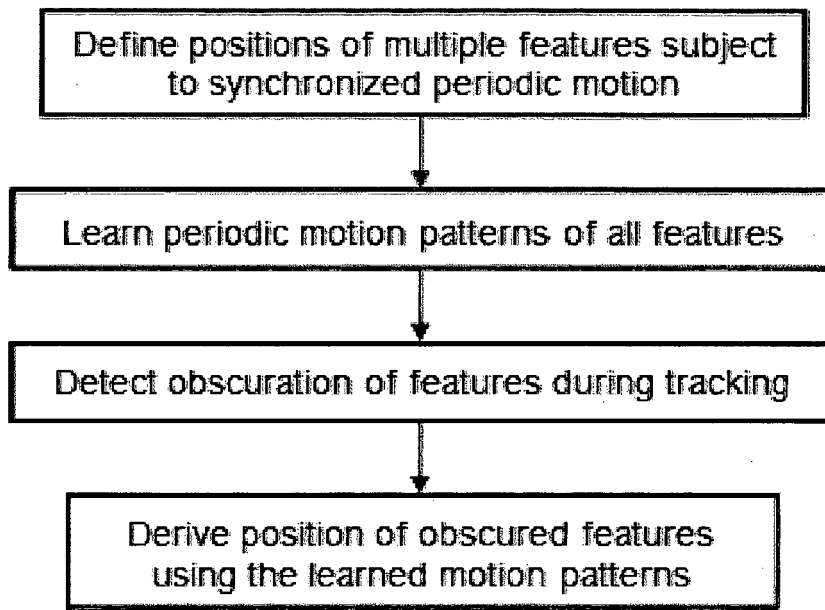 Define positions of multiple features subject
to synchronized periodic motion
Learn periodic motion patterns of all features
Detect obscuration of features during tracking
Derive position of obscured features
using the learned motion patterns